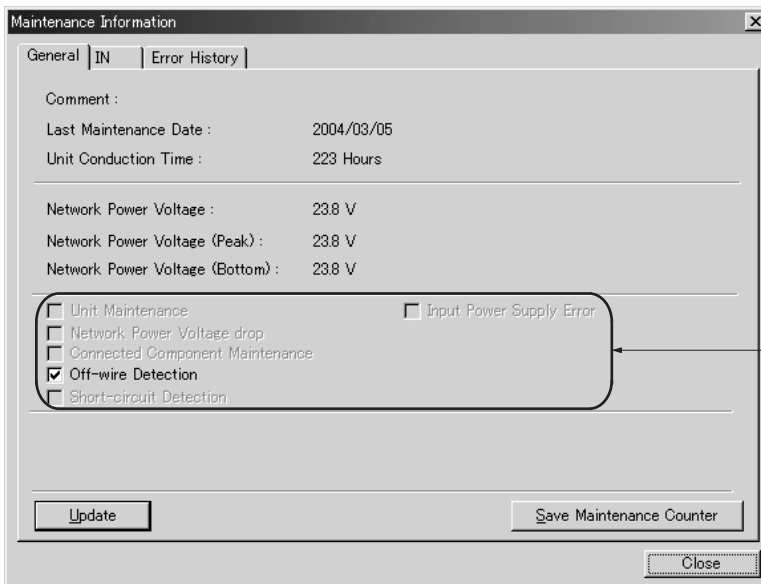 Maintenance Information
General IN Error History
Comment :
Last Maintenance Date : 2004/03/05
Unit Conduction Time : 223 Hours
Network Power Voltage : 23.8 V
Network Power Voltage (Peak) : 23.8 V
Network Power Voltage (Bottom) : 23.8 V
Unit Maintenance Input Power Supply Error
Network Power Voltage drop
Connected Component Maintenance
Off-wire Detection
Short-circuit Detection
Update Save Maintenance Counter
Close